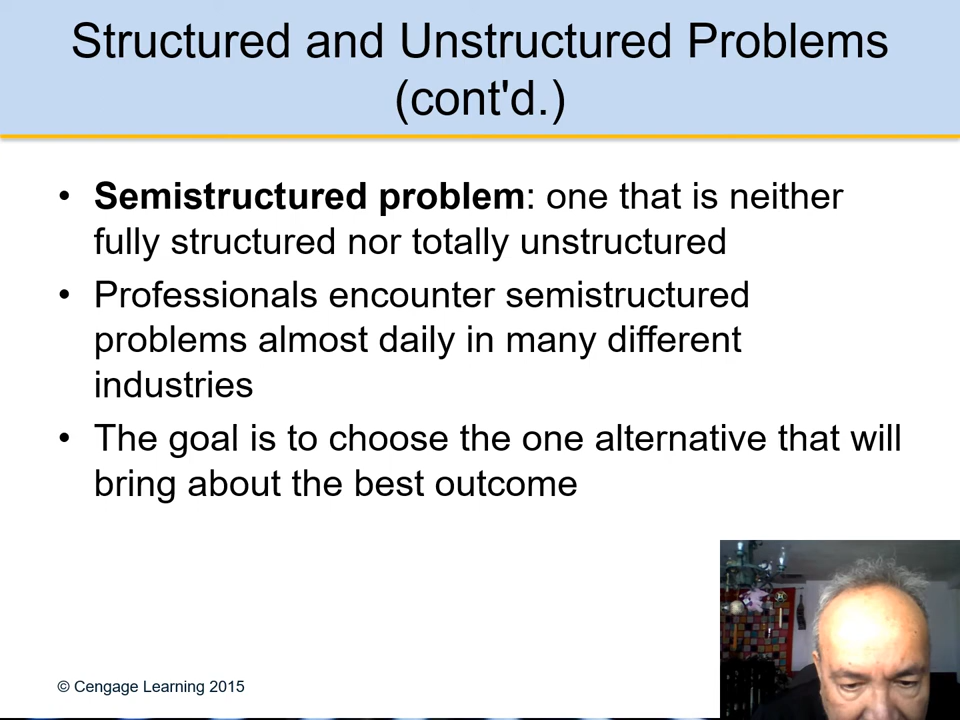 Structured and Unstructured Problems
(cont'd.)
• Semistructured problem: one that is neither
fully structured nor totally unstructured
• Professionals encounter semistructured
problems almost daily in many different
industries
• The goal is to choose the one alternative that will
bring about the best outcome
© Cengage Learning 2015